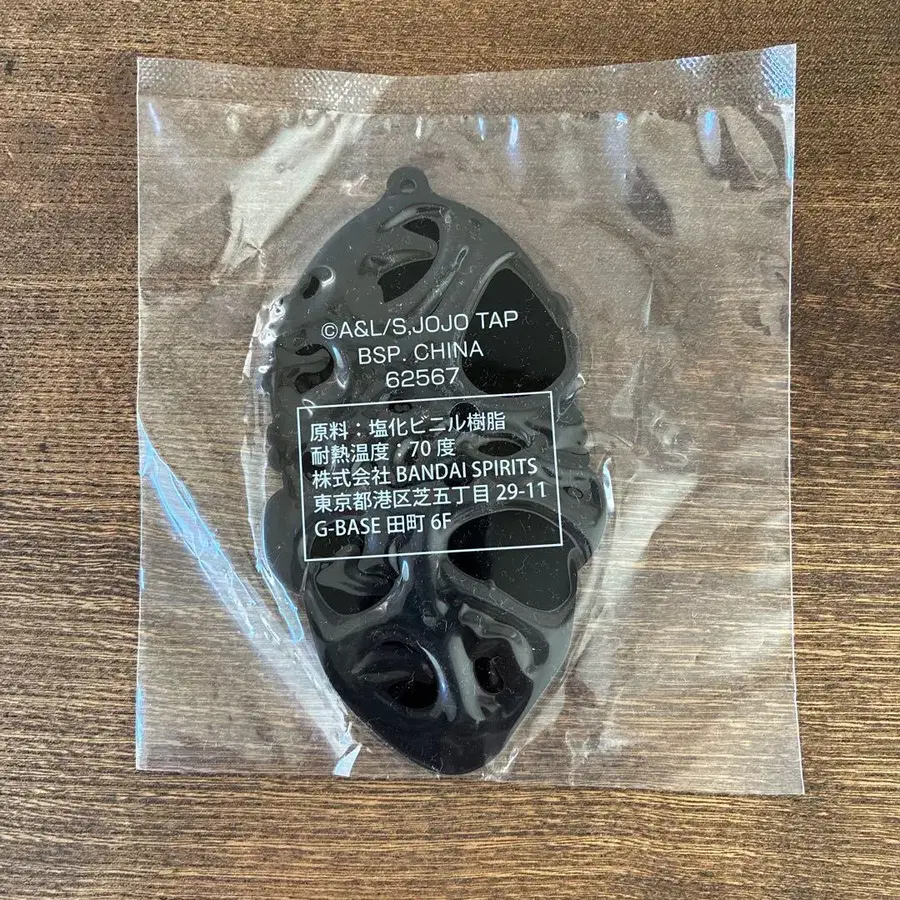 ©A&L/S,JOJO TAP
BSP. CHINA
62567
原料：塩化ビニル樹脂
耐熱温度：70 度
株式会社 BANDAI SPIRITS
東京都港区芝五丁目 29-11
G-BASE 田町 6F